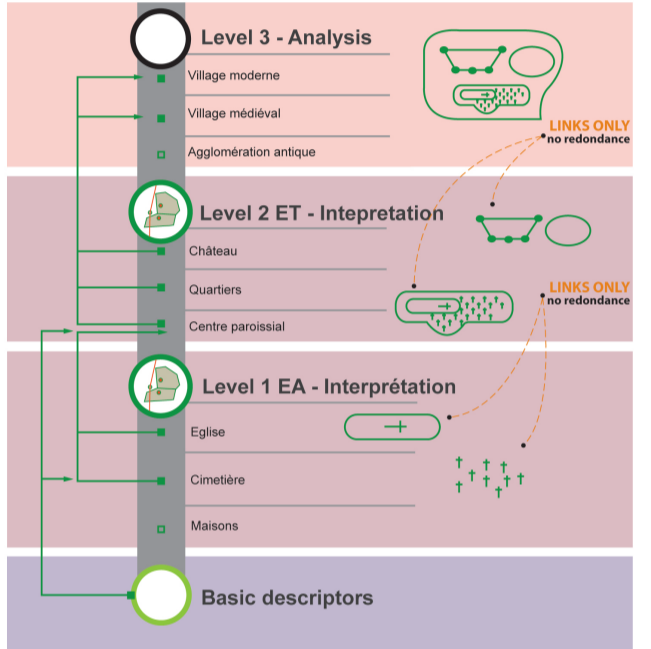 Level 3 - Analysis
Village moderne
Village médiéval
LINKS ONLY
no redondance
Agglomération antique
Level 2 ET - Intepretation
Château
Quartiers
LINKS ONLY
no redondance
Centre paroissial
Level 1 EA - Interprétation
Eglise
Cimetière
Maisons
Basic descriptors